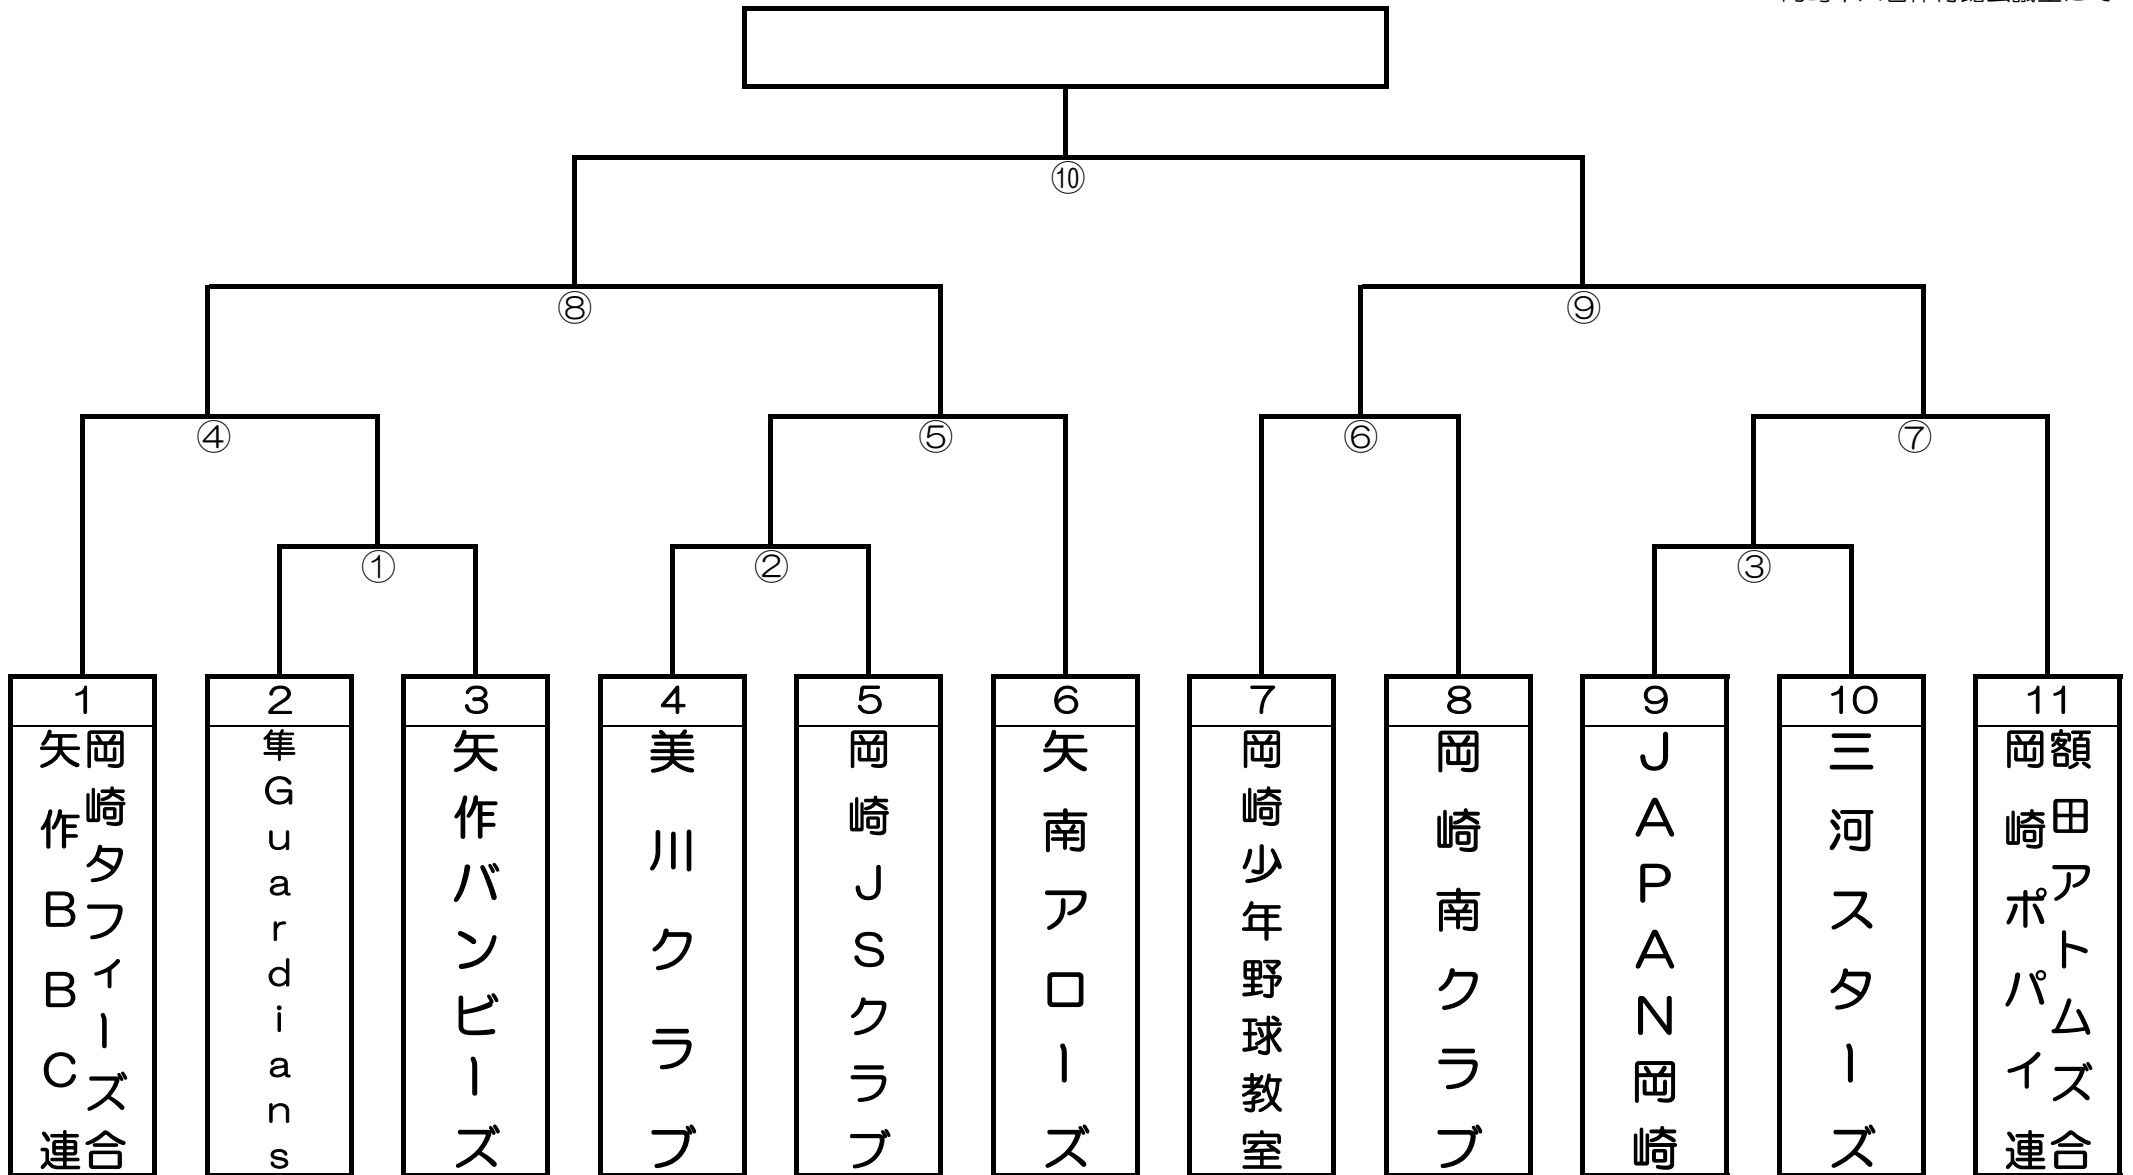 ⑩
⑧
⑨
④
⑤
⑥
⑦
①
②
③
1
2
3
4
5
6
7
8
9
10
11
岡崎タフィーズ合
矢作BBC連
隼Guardians
矢作バンビーズ
美川クラブ
岡崎JSクラブ
矢南アローズ
岡崎少年野球教室
岡崎南クラブ
JAPAN岡崎
三河スターズ
額田アトムズ合
岡崎ポパイ連